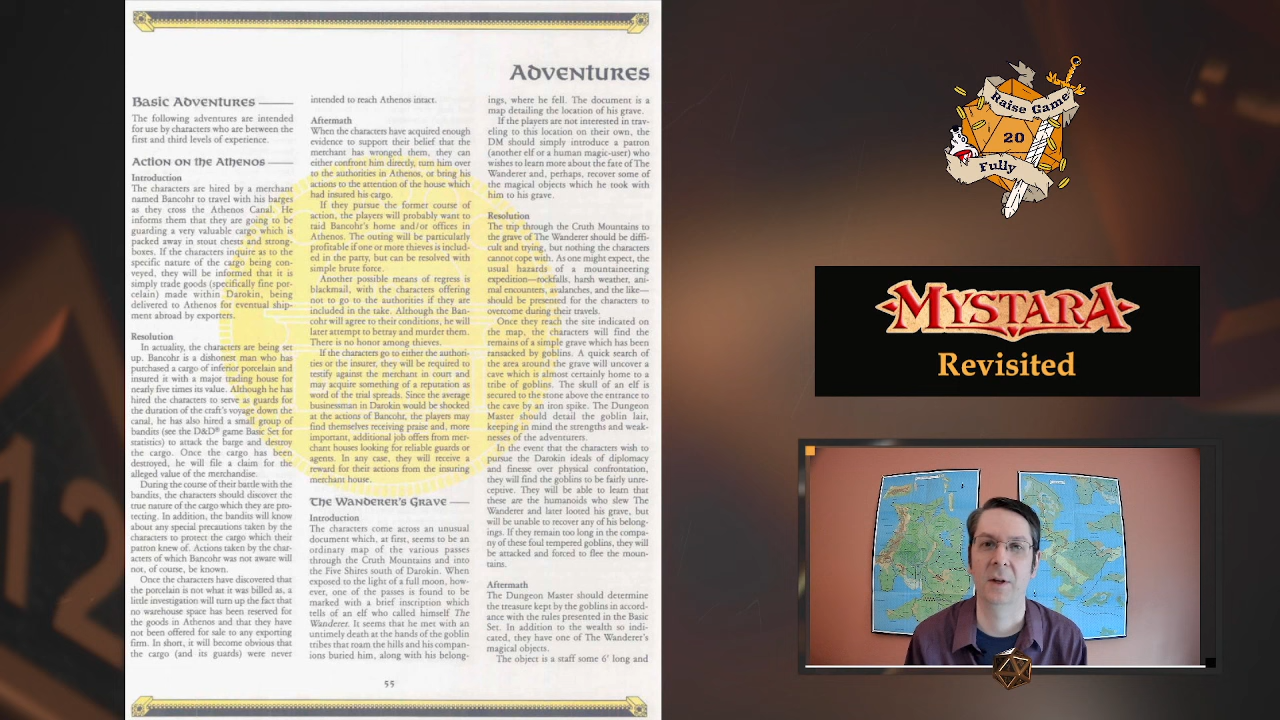 Adventures
Basic Adventures
The following adventures are intended
for use by characters who are between the
first and third levels of experience.
Action on the Athenos
Introduction
The characters are hired by a merchant
named Bancohr to travel with his barges
as they cross the Athenos Canal. He
informs them that they are going to be
guarding a very valuable cargo which is
packed away in stout chests and strong-
boxes. If the characters inquire as to the
specific nature of the cargo being con-
veyed, they will be informed that it is
simply trade goods (specifically fine por-
celain) made within Darokin, being
delivered to Athenos for eventual ship-
ment abroad by exporters.
Resolution
In actuality, the characters are being set
up. Bancohr is a dishonest man who has
purchased a cargo of inferior porcelain and
insured it with a major trading house for
nearly five times its value. Although he has
hired the characters to serve as guards for
the duration of the craft's voyage down the
canal, he has also hired a small group of
bandits (see the D&D® game Basic Set for
statistics) to attack the barge and destroy
the cargo. Once the cargo has been
destroyed, he will file a claim for the
alleged value of the merchandise.
During the course of their battle with the
bandits, the characters should discover the
true nature of the cargo which they are pro-
tecting. In addition, the bandits will know
about any special precautions taken by the
characters to protect the cargo which their
patron knew of. Actions taken by the char-
acters of which Bancohr was not aware will
not, of course, be known.
Once the characters have discovered that
the porcelain is not what it was billed as, a
little investigation will turn up the fact that
no warehouse space has been reserved for
the goods in Athenos and that they have
not been offered for sale to any exporting
firm. In short, it will become obvious that
the cargo (and its guards) were never
intended to reach Athenos intact.
Aftermath
When the characters have acquired enough
evidence to support their belief that the
merchant has wronged them, they can
either confront him directly, turn him over
to the authorities in Athenos, or bring his
actions to the attention of the house which
had insured his cargo.
If they pursue the former course of
action, the players will probably want to
raid Bancohr's home and/or offices in
Athenos. The outing will be particularly
profitable if one or more thieves is includ-
ed in the party, but can be resolved with
simple brute force.
Another possible means of regress is
blackmail, with the characters offering
not to go to the authorities if they are
included in the take. Although the Ban-
cohr will agree to their conditions, he will
later attempt to betray and murder them.
There is no honor among thieves.
If the characters go to either the authori-
ties or the insurer, they will be required to
testify against the merchant in court and
may acquire something of a reputation as
word of the trial spreads. Since the average
businessman in Darokin would be shocked
at the actions of Bancohr, the players may
find themselves receiving praise and, more
important, additional job offers from mer-
chant houses looking for reliable guards or
agents. In any case, they will receive a
reward for their actions from the insuring
merchant house.
The Wanderer's Grave
Introduction
The characters come across an unusual
document which, at first, seems to be an
ordinary map of the various passes
through the Cruth Mountains and into
the Five Shires south of Darokin. When
exposed to the light of a full moon, how-
ever, one of the passes is found to be
marked with a brief inscription which
tells of an elf who called himself The
Wanderer. It seems that he met with an
untimely death at the hands of the goblin
tribes that roam the hills and his compan-
ions buried him, along with his belong-
ings, where he fell. The document is a
map detailing the location of his grave.
If the players are not interested in trav-
eling to this location on their own, the
DM should simply introduce a patron
(another elf or a human magic-user) who
wishes to learn more about the fate of The
Wanderer and, perhaps, recover some of
the magical objects which he took with
him to his grave.
Resolution
The trip through the Cruth Mountains to
the grave of The Wanderer should be diffi-
cult and trying, but nothing the characters
cannot cope with. As one might expect, the
usual hazards of a mountaineering
expedition—rockfalls, harsh weather, ani-
mal encounters, avalanches, and the like—
should be presented for the characters to
overcome during their travels.
Once they reach the site indicated on
the map, the characters will find the
remains of a simple grave which has been
ransacked by goblins. A quick search of
the area around the grave will uncover a
cave which is almost certainly home to a
tribe of goblins. The skull of an elf is
secured to the stone above the entrance to
the cave by an iron spike. The Dungeon
Master should detail the goblin lair,
keeping in mind the strengths and weak-
nesses of the adventurers.
In the event that the characters wish to
pursue the Darokin ideals of diplomacy
and finesse over physical confrontation,
they will find the goblins to be fairly unre-
ceptive. They will be able to learn that
these are the humanoids who slew The
Wanderer and later looted his grave, but
will be unable to recover any of his belong-
ings. If they remain too long in the compa-
ny of these foul tempered goblins, they will
be attacked and forced to flee the moun-
tains.
Aftermath
The Dungeon Master should determine
the treasure kept by the goblins in accord-
ance with the rules presented in the Basic
Set. In addition to the wealth so indi-
cated, they have one of The Wanderer's
magical objects.
The object is a staff some 6' long and
55
Raise Game
20
Fully
MYSTARA
Revisited